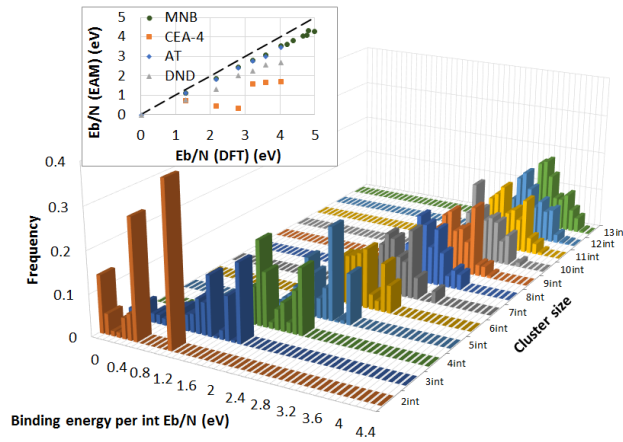 Eb/N (EAM) (eV)
5
4
3
2
1
0
MNB
CEA-4
AT
DND
0 1 2 3 4 5
Eb/N (DFT) (eV)
Frequency
0.4
0.3
0.2
0.1
0
0 0.4 0.8 1.2 1.6 2 2.4 2.8 3.2 3.6 4 4.4
Binding energy per int Eb/N (eV)
13int
12int
11int
10int
9int
8int
7int
6int
5int
4int
3int
2int
Cluster size